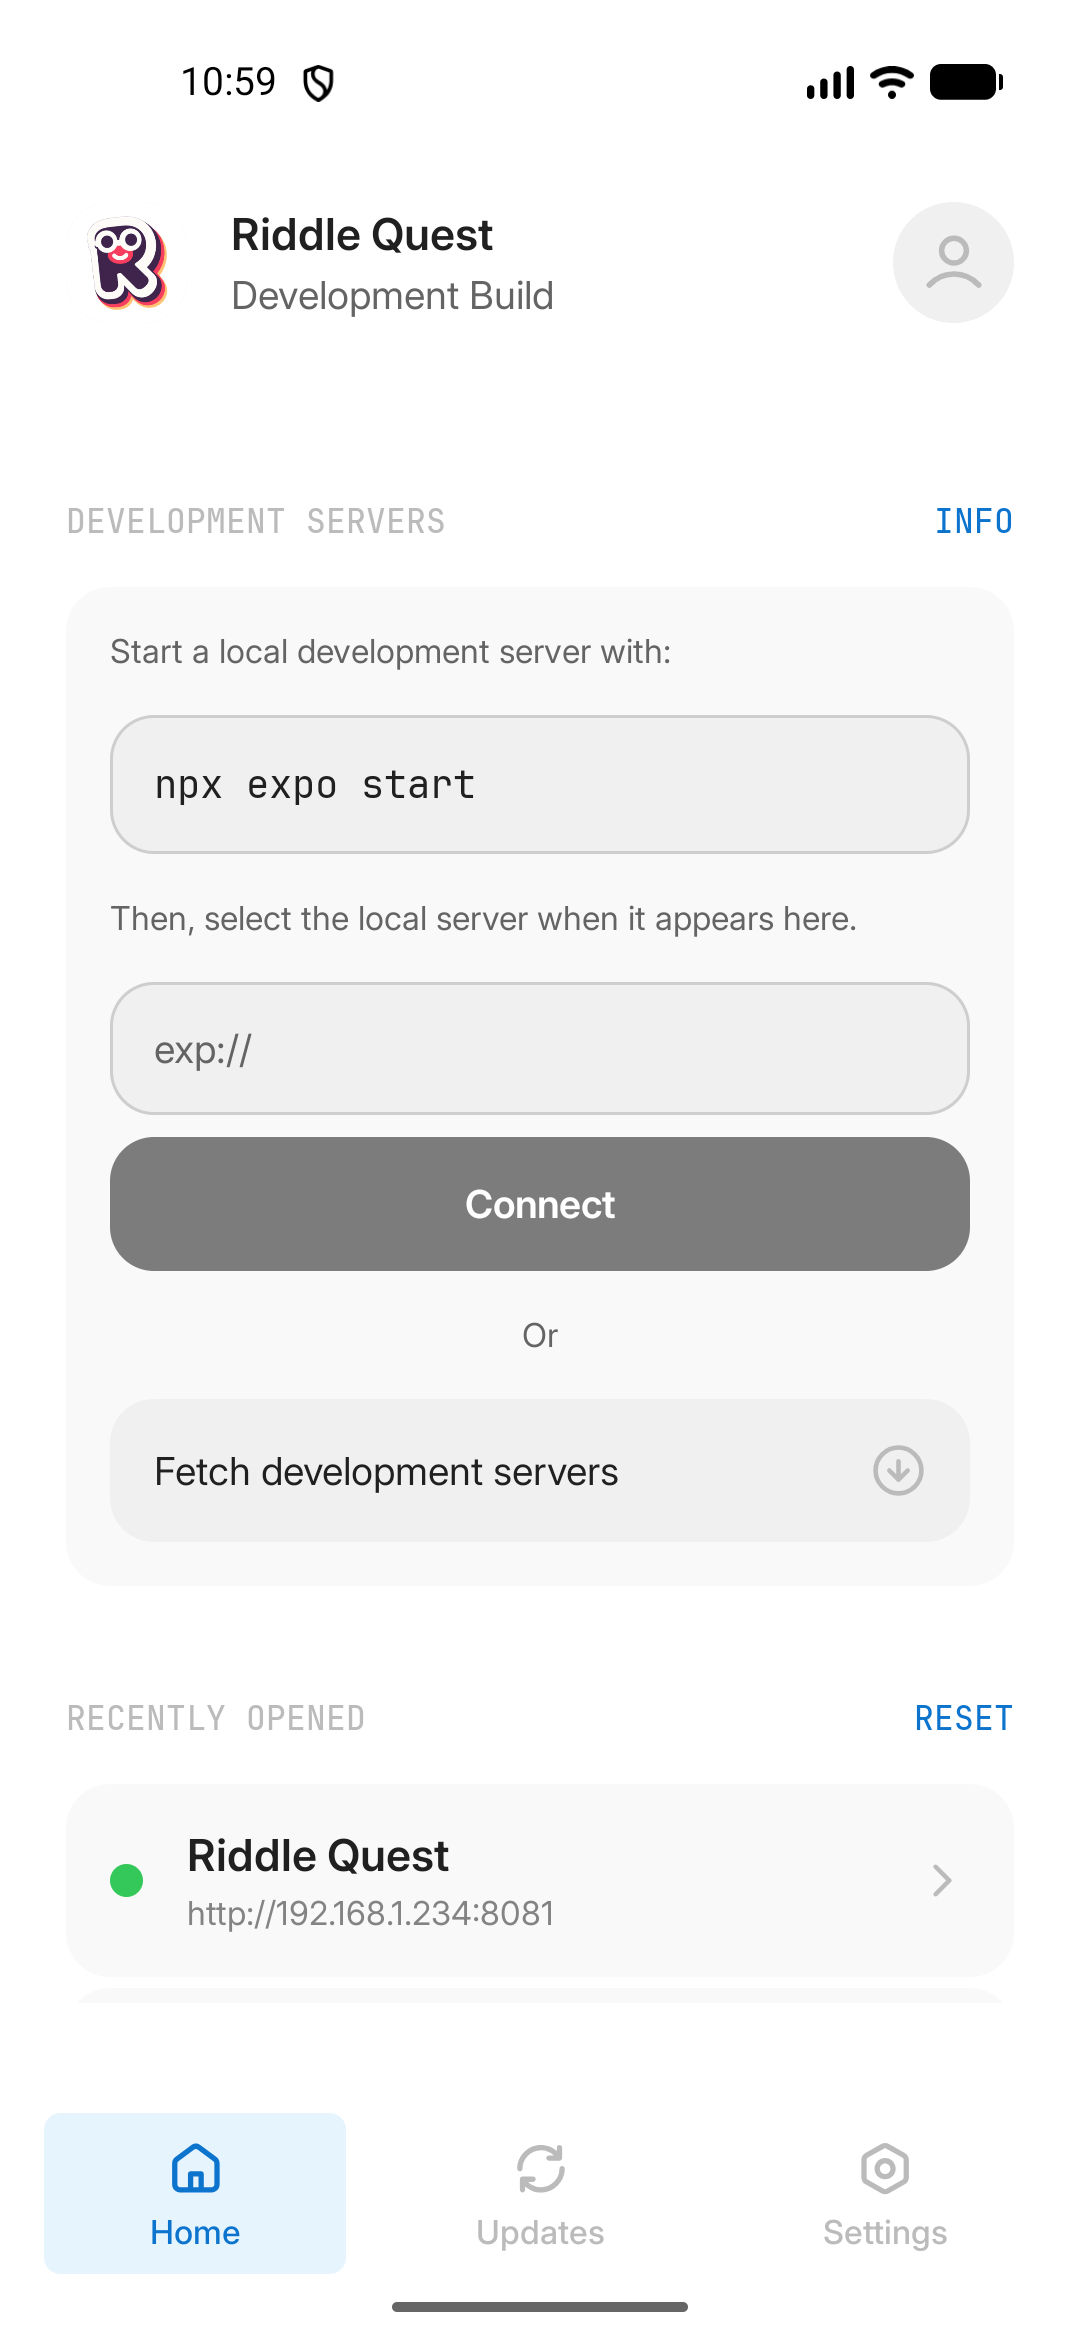 10:59
Riddle Quest
Development Build
DEVELOPMENT SERVERS
INFO
Start a local development server with:
npx expo start
Then, select the local server when it appears here.
exp://
Connect
Or
Fetch development servers
RECENTLY OPENED
RESET
Riddle Quest
http://192.168.1.234:8081
Home
Updates
Settings